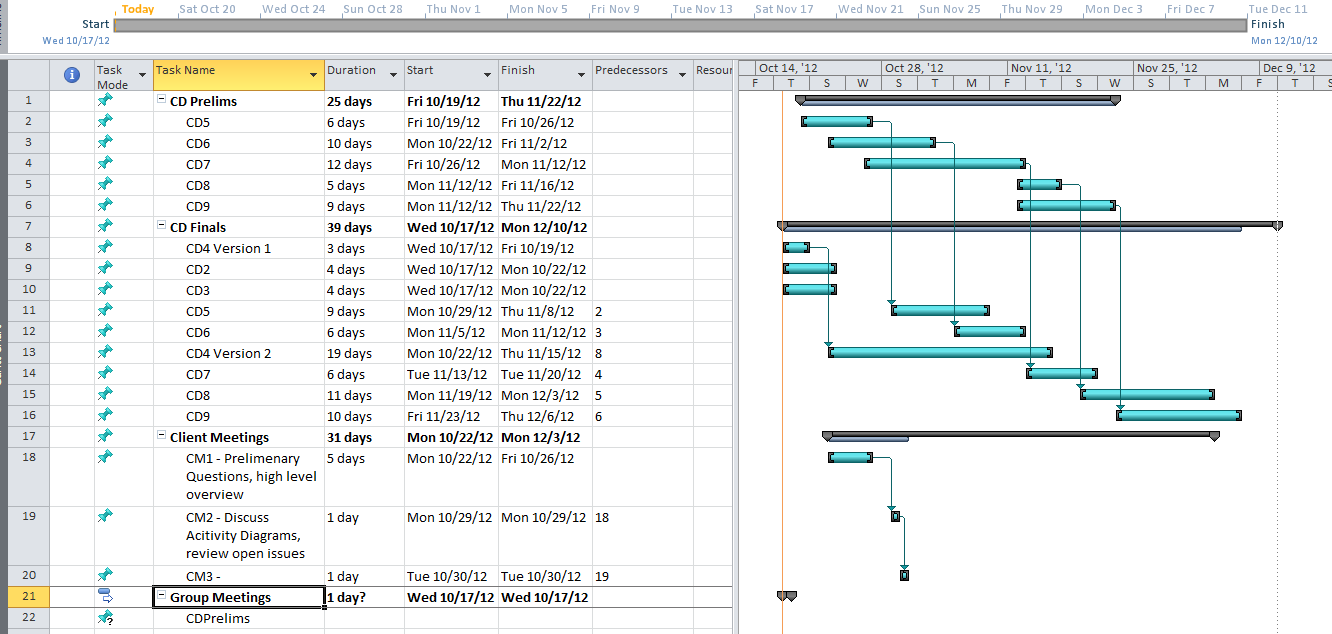 Today Sat Oct 20 Wed Oct 24 Sun Oct 28 Thu Nov 1 Mon Nov 5 Fri Nov 9 Tue Nov 13 Sat Nov 17 Wed Nov 21 Sun Nov 25 Thu Nov 29 Mon Dec 3 Fri Dec 7 Tue Dec 11
Start Finish
Wed 10/17/12 Mon 12/10/12
Task Mode Task Name Duration Start Finish Predecessors Resour Oct 14, '12 Oct 28, '12 Nov 11, '12 Nov 25, '12 Dec 9, '12
F T S W S T M F T S W S T M F T S
1 CD Prelims 25 days Fri 10/19/12 Thu 11/22/12
2 CD5 6 days Fri 10/19/12 Fri 10/26/12
3 CD6 10 days Mon 10/22/12 Fri 11/2/12
4 CD7 12 days Fri 10/26/12 Mon 11/12/12
5 CD8 5 days Mon 11/12/12 Fri 11/16/12
6 CD9 9 days Mon 11/12/12 Thu 11/22/12
7 CD Finals 39 days Wed 10/17/12 Mon 12/10/12
8 CD4 Version 1 3 days Wed 10/17/12 Fri 10/19/12
9 CD2 4 days Wed 10/17/12 Mon 10/22/12
10 CD3 4 days Wed 10/17/12 Mon 10/22/12
11 CD5 9 days Mon 10/29/12 Thu 11/8/12 2
12 CD6 6 days Mon 11/5/12 Mon 11/12/12 3
13 CD4 Version 2 19 days Mon 10/22/12 Thu 11/15/12 8
14 CD7 6 days Tue 11/13/12 Tue 11/20/12 4
15 CD8 11 days Mon 11/19/12 Mon 12/3/12 5
16 CD9 10 days Fri 11/23/12 Thu 12/6/12 6
17 Client Meetings 31 days Mon 10/22/12 Mon 12/3/12
18 CM1 - Prelimenary 5 days Mon 10/22/12 Fri 10/26/12
Questions, high level
overview
19 CM2 - Discuss 1 day Mon 10/29/12 Mon 10/29/12 18
Acitivity Diagrams,
review open issues
20 CM3 - 1 day Tue 10/30/12 Tue 10/30/12 19
21 Group Meetings 1 day? Wed 10/17/12 Wed 10/17/12
22 CDPrelims